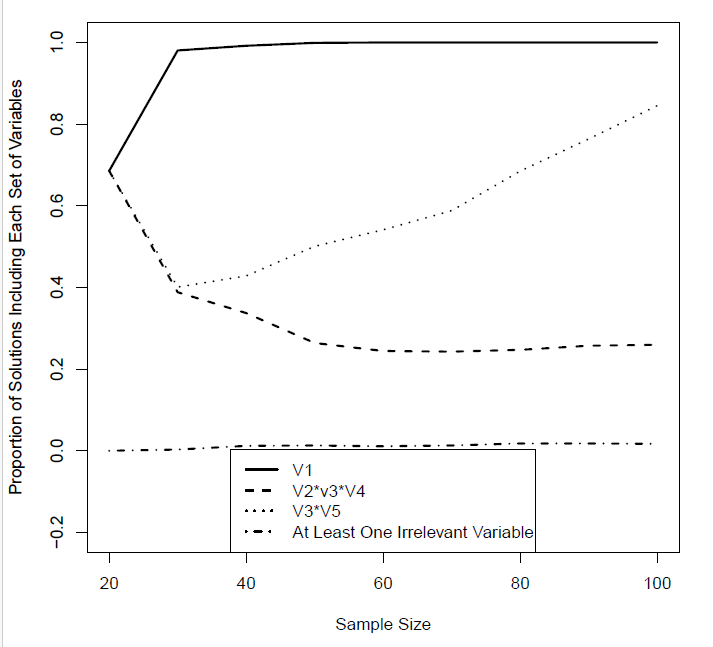 Proportion of Solutions Including Each Set of Variables
1.0
0.8
0.6
0.4
0.2
0.0
−0.2
V1
V2*v3*V4
V3*V5
At Least One Irrelevant Variable
20 40 60 80 100
Sample Size